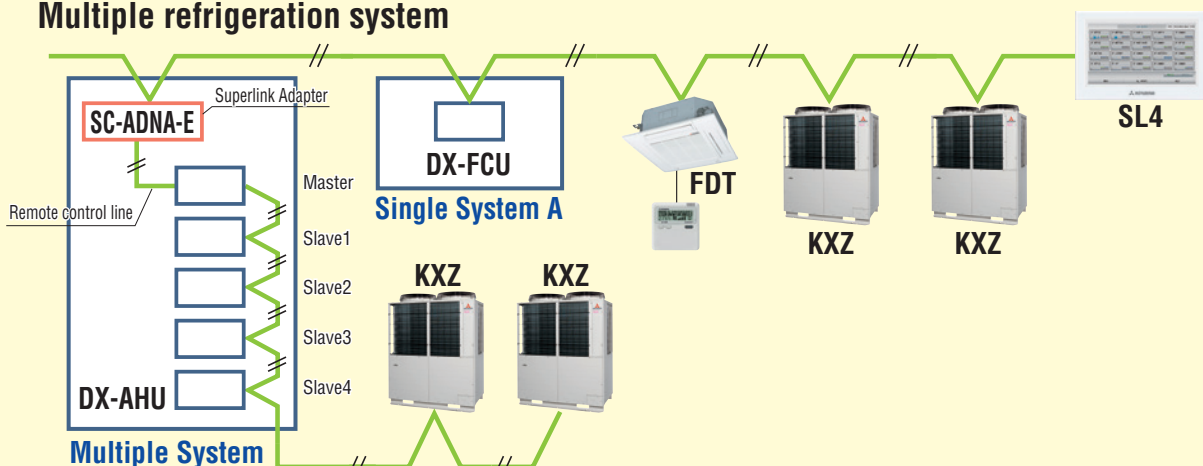 Multiple refrigeration system
SC-ADNA-E
Superlink Adapter
Remote control line
Master
Slave1
Slave2
Slave3
Slave4
DX-AHU
Multiple System
DX-FCU
Single System A
FDT
KXZ
KXZ
SL4
KXZ
KXZ